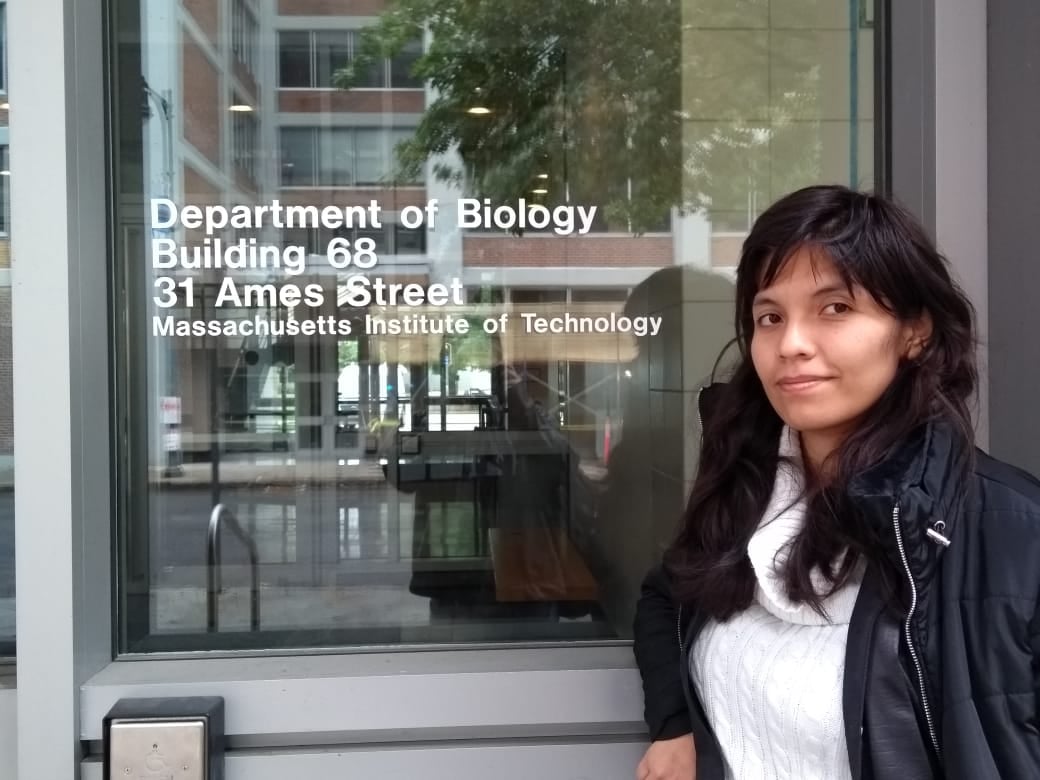 Department of Biology
Building 68
31 Ames Street
Massachusetts Institute of Technology